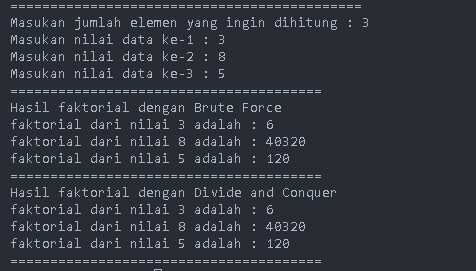 ============================================
Masukan jumlah elemen yang ingin dihitung : 3
Masukan nilai data ke-1 : 3
Masukan nilai data ke-2 : 8
Masukan nilai data ke-3 : 5
=======================================
Hasil faktorial dengan Brute Force
faktorial dari nilai 3 adalah : 6
faktorial dari nilai 8 adalah : 40320
faktorial dari nilai 5 adalah : 120
=======================================
Hasil faktorial dengan Divide and Conquer
faktorial dari nilai 3 adalah : 6
faktorial dari nilai 8 adalah : 40320
faktorial dari nilai 5 adalah : 120
=======================================